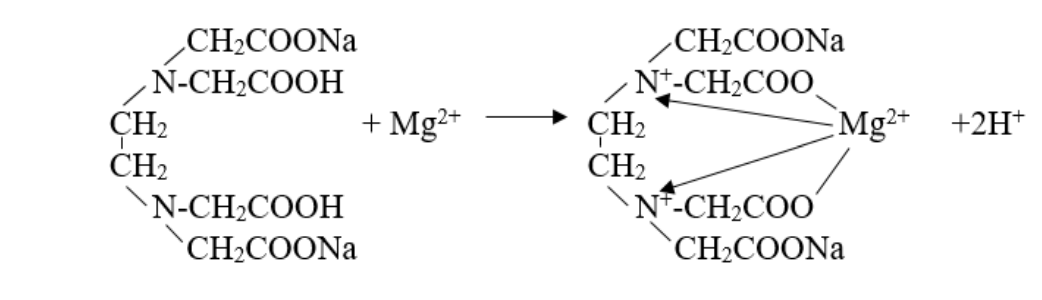 CH₂COONa CH₂COONa
N-CH₂COOH N⁺-CH₂COO
CH₂ + Mg²⁺ CH₂ Mg²⁺ +2H⁺
CH₂ CH₂
N-CH₂COOH N⁺-CH₂COO
CH₂COONa CH₂COONa